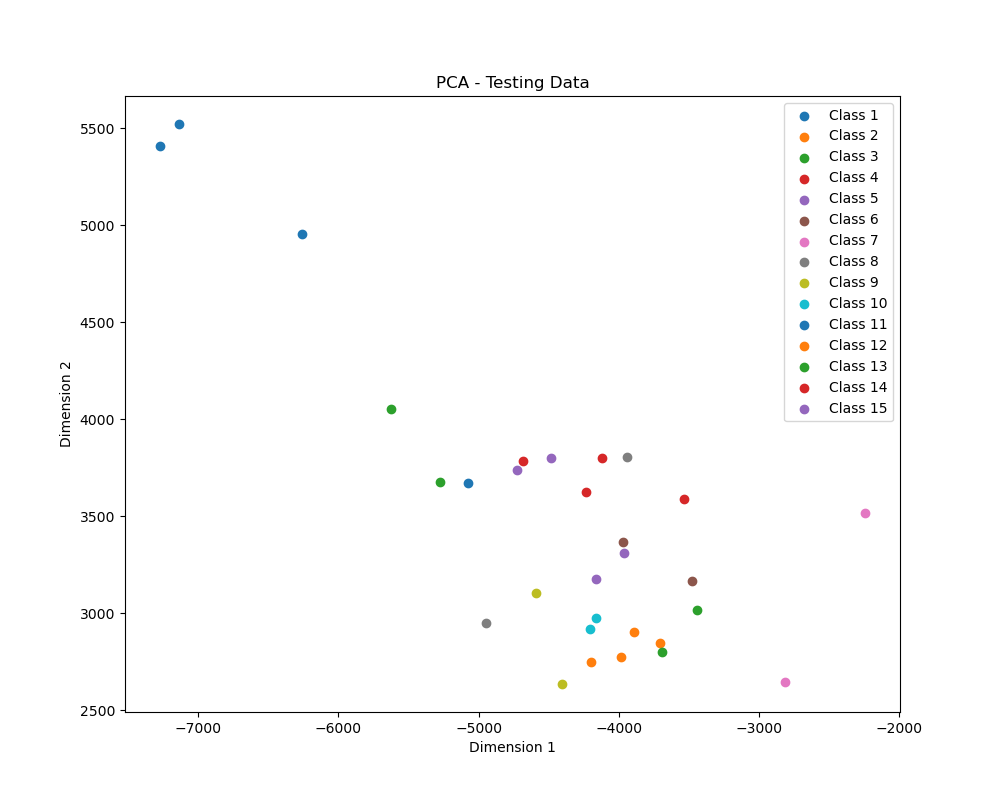 PCA - Testing Data
Class 1
Class 2
Class 3
Class 4
Class 5
Class 6
Class 7
Class 8
Class 9
Class 10
Class 11
Class 12
Class 13
Class 14
Class 15
5500
5000
4500
4000
3500
3000
2500
Dimension 2
−7000 −6000 −5000 −4000 −3000 −2000
Dimension 1